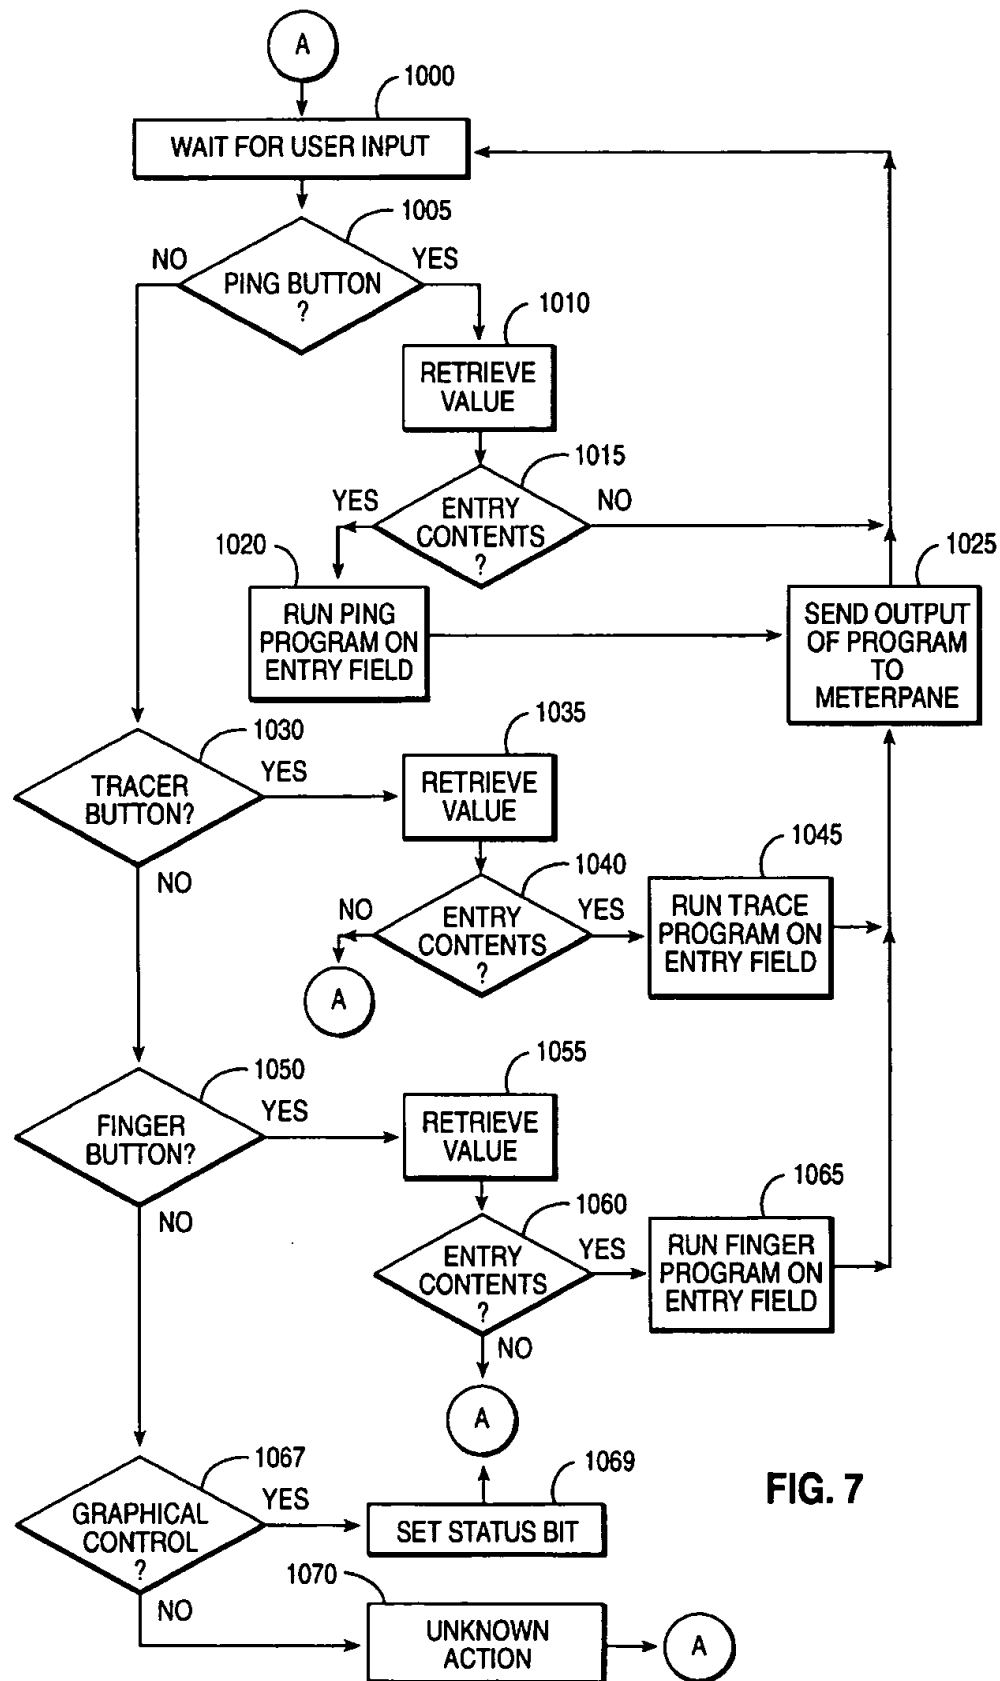 A
1000
WAIT FOR USER INPUT
1005
NO
YES
PING BUTTON
?
1010
RETRIEVE
VALUE
1015
YES
NO
ENTRY
CONTENTS
?
1020
RUN PING
PROGRAM ON
ENTRY FIELD
1025
SEND OUTPUT
OF PROGRAM
TO
METERPANE
1030
YES
TRACER
BUTTON?
NO
1035
RETRIEVE
VALUE
1040
NO
YES
ENTRY
CONTENTS
?
A
1045
RUN TRACE
PROGRAM ON
ENTRY FIELD
1050
YES
FINGER
BUTTON?
NO
1055
RETRIEVE
VALUE
1060
YES
ENTRY
CONTENTS
?
NO
A
1065
RUN FINGER
PROGRAM ON
ENTRY FIELD
1067
YES
GRAPHICAL
CONTROL
?
NO
1069
SET STATUS BIT
FIG. 7
1070
UNKNOWN
ACTION
A